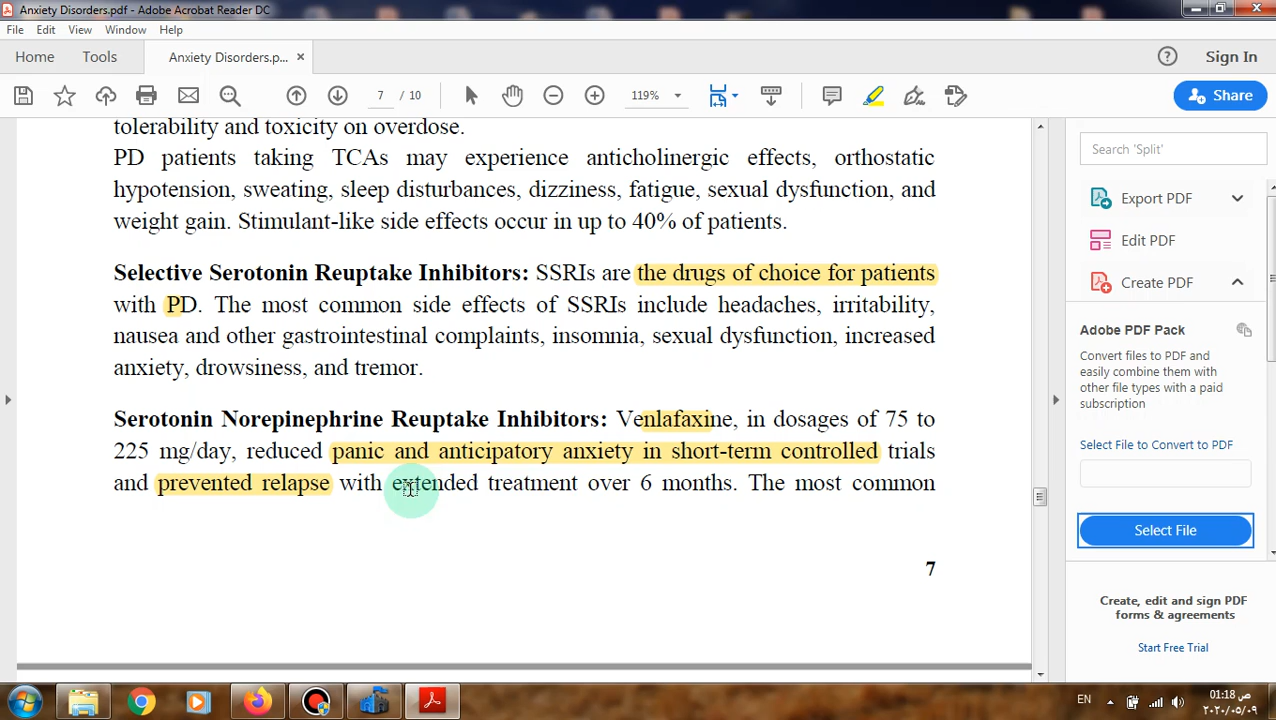 Anxiety Disorders.pdf - Adobe Acrobat Reader DC
File Edit View Window Help
Home Tools Anxiety Disorders.p... ×
Sign In
7 / 10 119%
Share
tolerability and toxicity on overdose.
PD patients taking TCAs may experience anticholinergic effects, orthostatic
hypotension, sweating, sleep disturbances, dizziness, fatigue, sexual dysfunction, and
weight gain. Stimulant-like side effects occur in up to 40% of patients.
Selective Serotonin Reuptake Inhibitors: SSRIs are the drugs of choice for patients
with PD. The most common side effects of SSRIs include headaches, irritability,
nausea and other gastrointestinal complaints, insomnia, sexual dysfunction, increased
anxiety, drowsiness, and tremor.
Serotonin Norepinephrine Reuptake Inhibitors: Venlafaxine, in dosages of 75 to
225 mg/day, reduced panic and anticipatory anxiety in short-term controlled trials
and prevented relapse with extended treatment over 6 months. The most common
7
Search 'Split'
Export PDF
Edit PDF
Create PDF
Adobe PDF Pack
Convert files to PDF and
easily combine them with
other file types with a paid
subscription
Select File to Convert to PDF
Select File
Create, edit and sign PDF
forms & agreements
Start Free Trial
EN
01:18 ص
٢٠٢٠/٠٥/٠٩